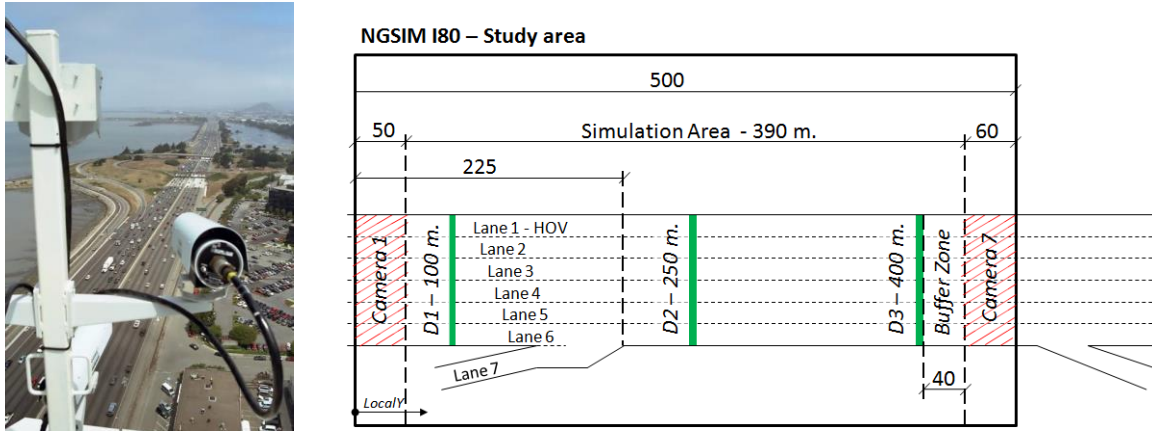 NGSIM I80 – Study area
500
50
Simulation Area - 390 m.
60
225
Camera 1
D1 – 100 m.
Lane 1 - HOV
Lane 2
Lane 3
Lane 4
Lane 5
Lane 6
Lane 7
D2 – 250 m.
D3 – 400 m.
Buffer Zone
Camera 7
40
LocalY